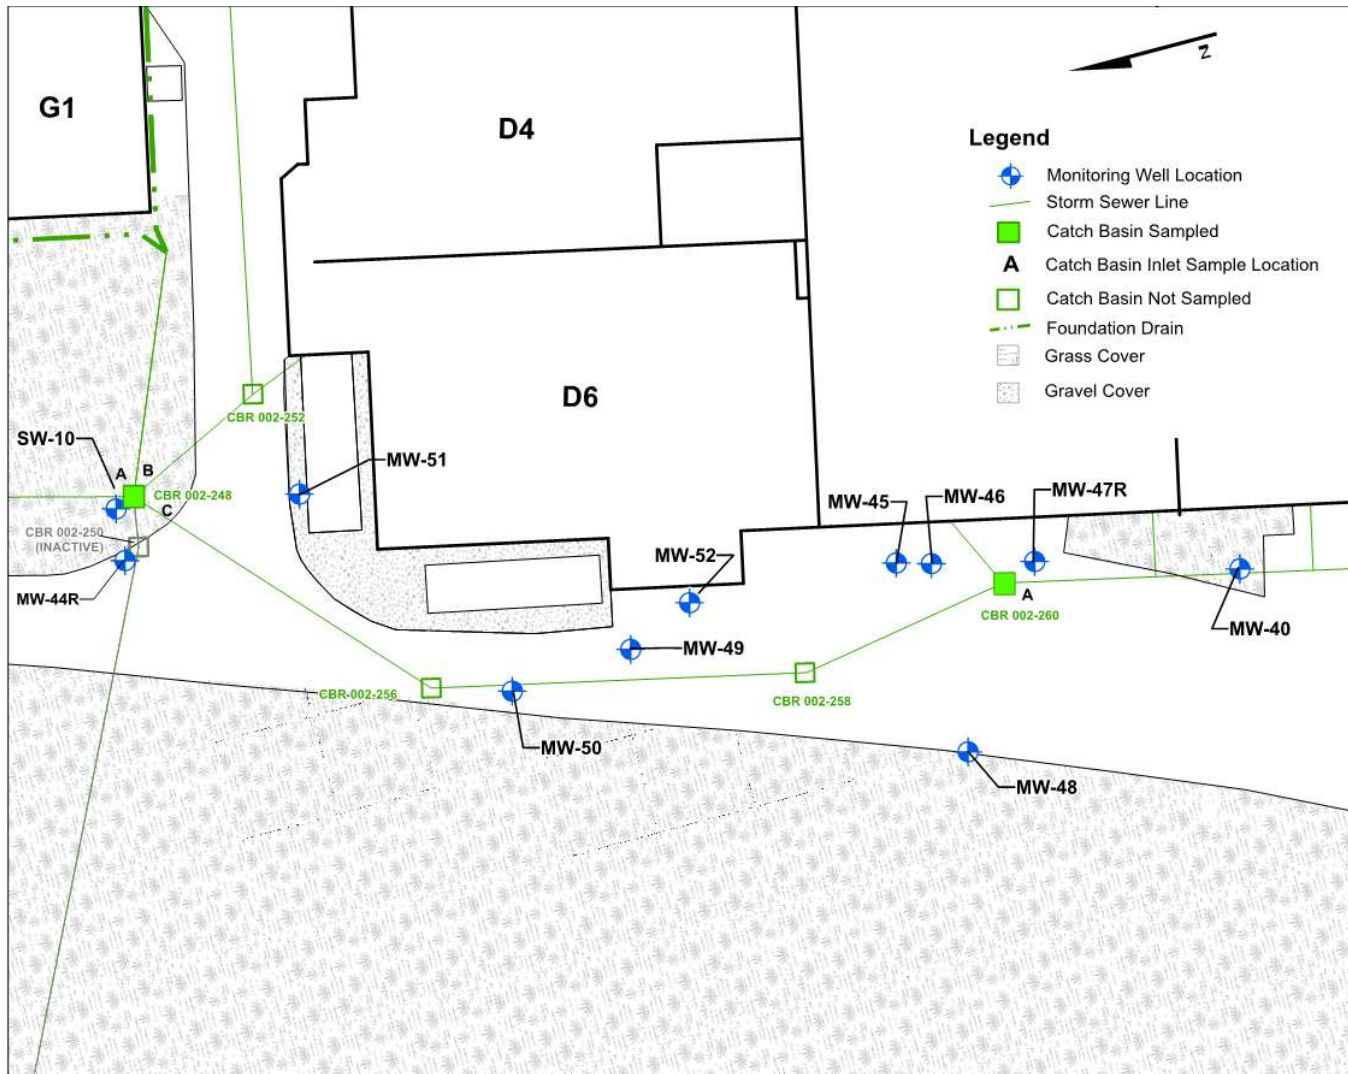 Z
G1
D4
Legend
Monitoring Well Location
Storm Sewer Line
Catch Basin Sampled
A
Catch Basin Inlet Sample Location
Catch Basin Not Sampled
Foundation Drain
Grass Cover
Gravel Cover
D6
CBR 002-252
SW-10
MW-51
A
B
CBR 002-248
C
MW-45
MW-46
MW-47R
CBR 002-250
(INACTIVE)
MW-52
MW-44R
A
CBR 002-260
MW-40
MW-49
CBR 002-256
CBR 002-258
MW-50
MW-48